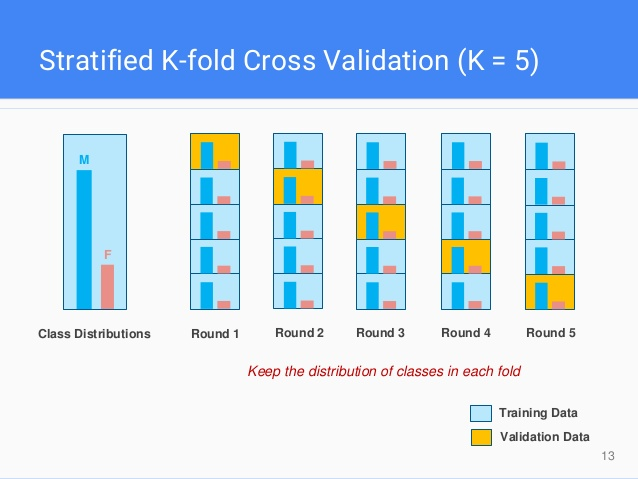 Stratified K-fold Cross Validation (K = 5)
M
F
Class Distributions
Round 1
Round 2
Round 3
Round 4
Round 5
Keep the distribution of classes in each fold
Training Data
Validation Data
13